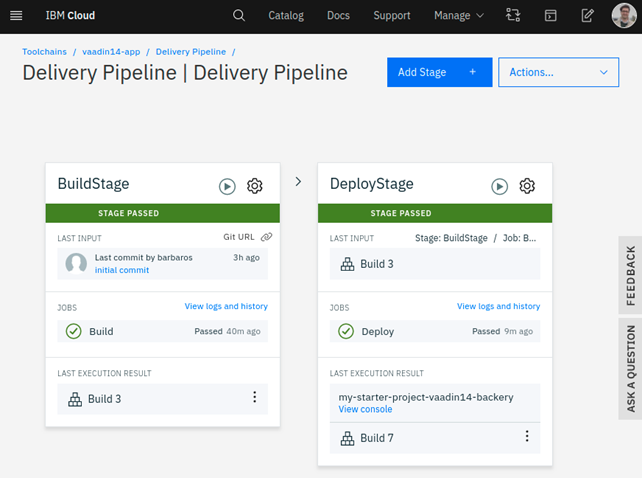 IBM Cloud
Catalog
Docs
Support
Manage
Toolchains / vaadin14-app / Delivery Pipeline /
Delivery Pipeline | Delivery Pipeline
Add Stage +
Actions...
BuildStage
STAGE PASSED
LAST INPUT
Git URL
Last commit by barbaros
3h ago
initial commit
JOBS
View logs and history
Build
Passed 40m ago
LAST EXECUTION RESULT
Build 3
DeployStage
STAGE PASSED
LAST INPUT
Stage: BuildStage / Job: B...
Build 3
JOBS
View logs and history
Deploy
Passed 9m ago
LAST EXECUTION RESULT
my-starter-project-vaadin14-backery
View console
Build 7
FEEDBACK
ASK A QUESTION